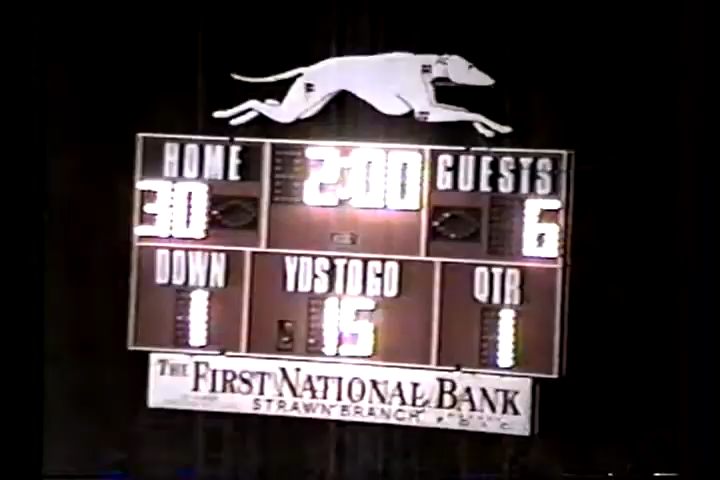 HOME 2:00 GUESTS
30 6
DOWN YDS TO GO QTR
1 15 1
THE FIRST NATIONAL BANK
STRAWN BRANCH